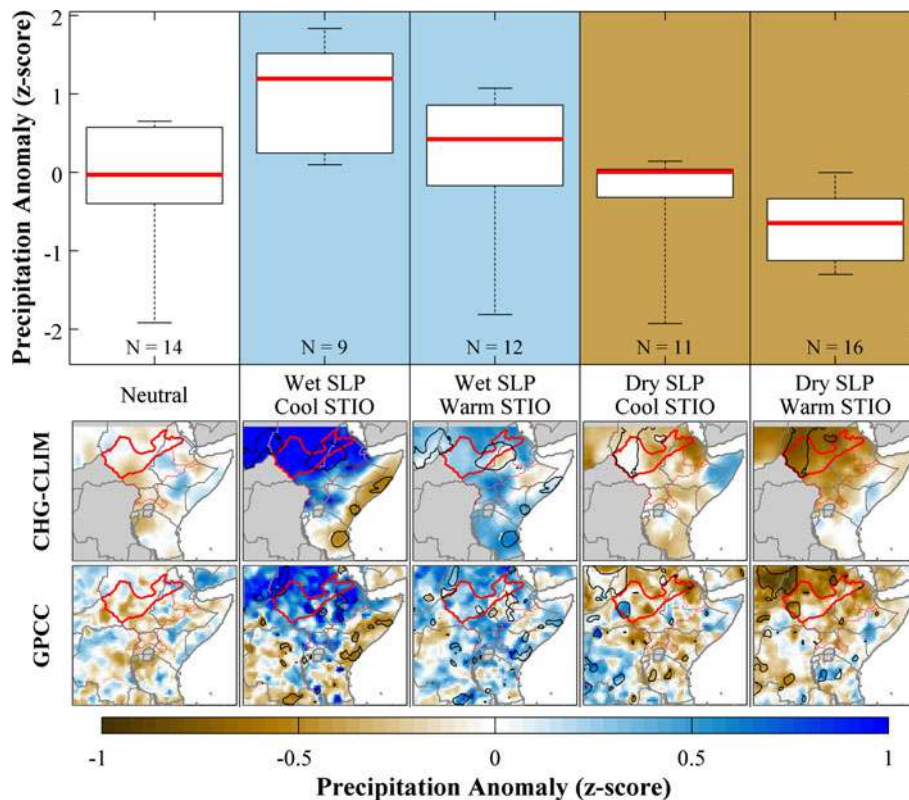 Precipitation Anomaly (z-score)
2
1
0
-1
-2
N = 14
N = 9
N = 12
N = 11
N = 16
Neutral
Wet SLP
Cool STIO
Wet SLP
Warm STIO
Dry SLP
Cool STIO
Dry SLP
Warm STIO
CHG-CLIM
GPCC
-1
-0.5
0
0.5
1
Precipitation Anomaly (z-score)